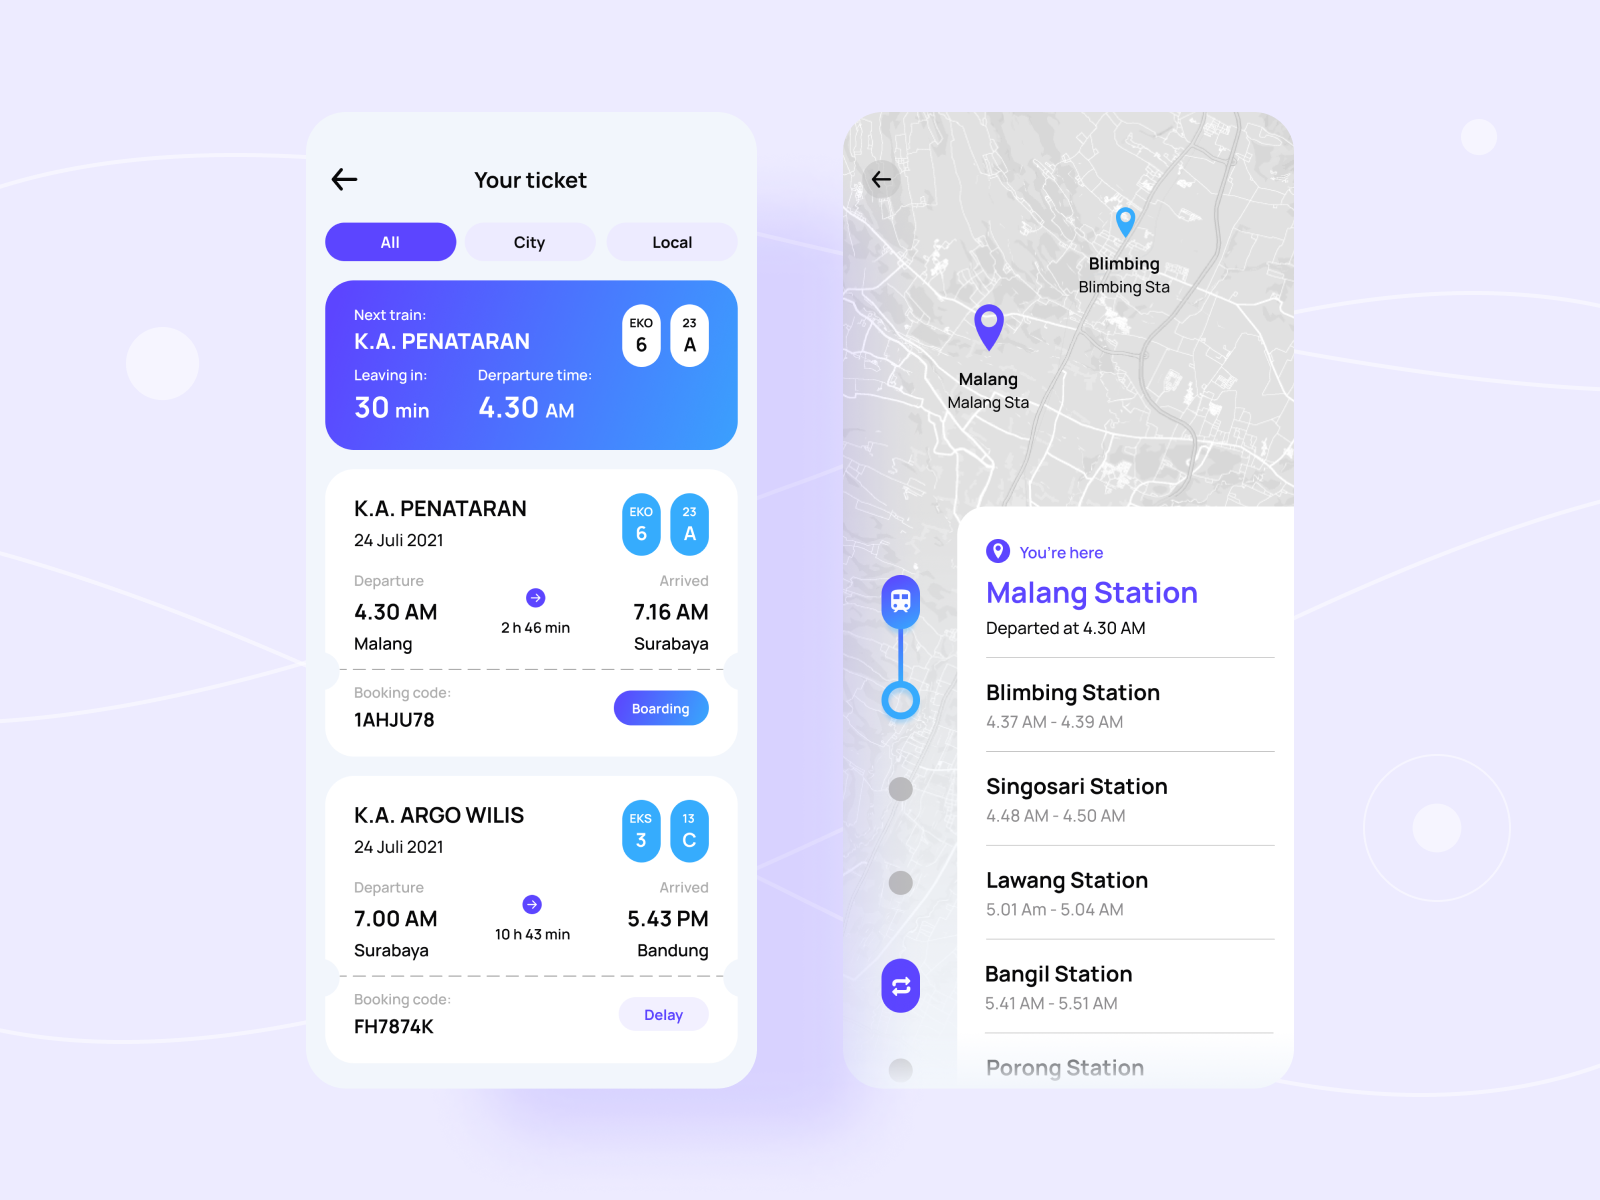 Your ticket
All
City
Local
Next train:
K.A. PENATARAN
EKO
6
23
A
Leaving in:
30 min
Derparture time:
4.30 AM
K.A. PENATARAN
24 Juli 2021
EKO
6
23
A
Departure
4.30 AM
Malang
2 h 46 min
Arrived
7.16 AM
Surabaya
Booking code:
1AHJU78
Boarding
K.A. ARGO WILIS
24 Juli 2021
EKS
3
13
C
Departure
7.00 AM
Surabaya
10 h 43 min
Arrived
5.43 PM
Bandung
Booking code:
FH7874K
Delay
Blimbing
Blimbing Sta
Malang
Malang Sta
You're here
Malang Station
Departed at 4.30 AM
Blimbing Station
4.37 AM - 4.39 AM
Singosari Station
4.48 AM - 4.50 AM
Lawang Station
5.01 Am - 5.04 AM
Bangil Station
5.41 AM - 5.51 AM
Porong Station